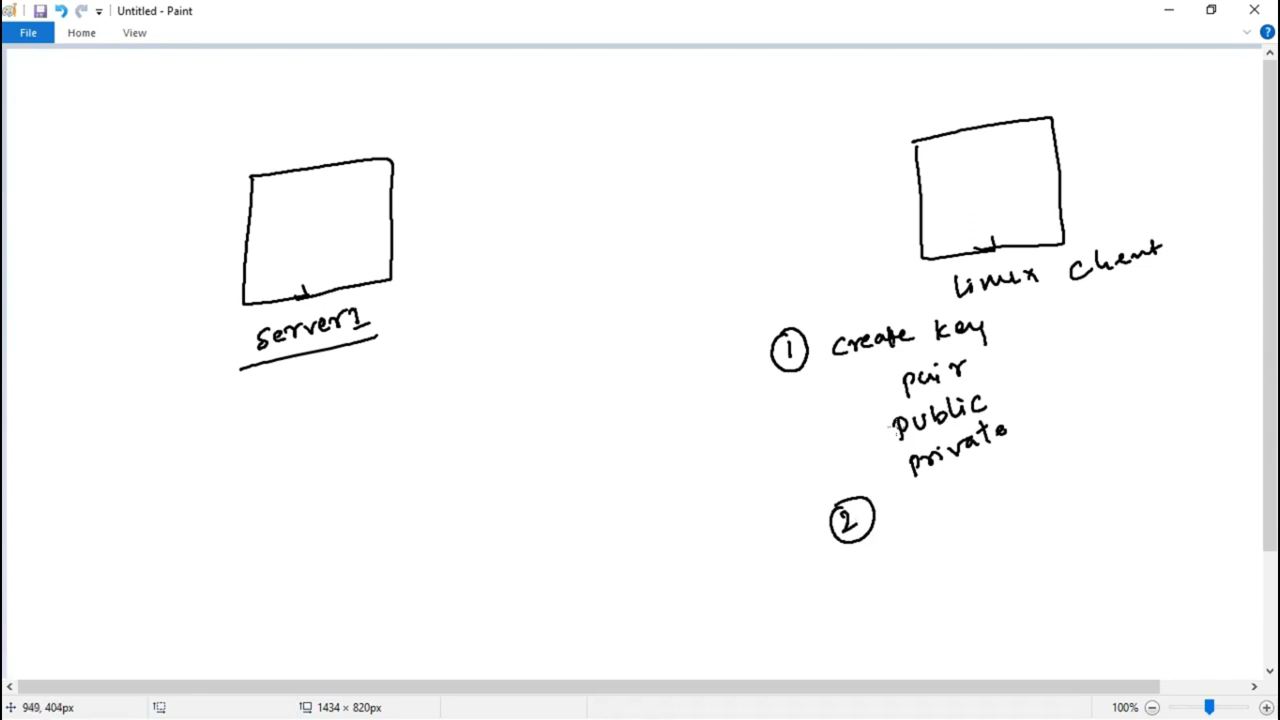 Untitled - Paint
File Home View
server1
linux client
① create key
pair
public
private
②
949, 404px
1434 × 820px
100%